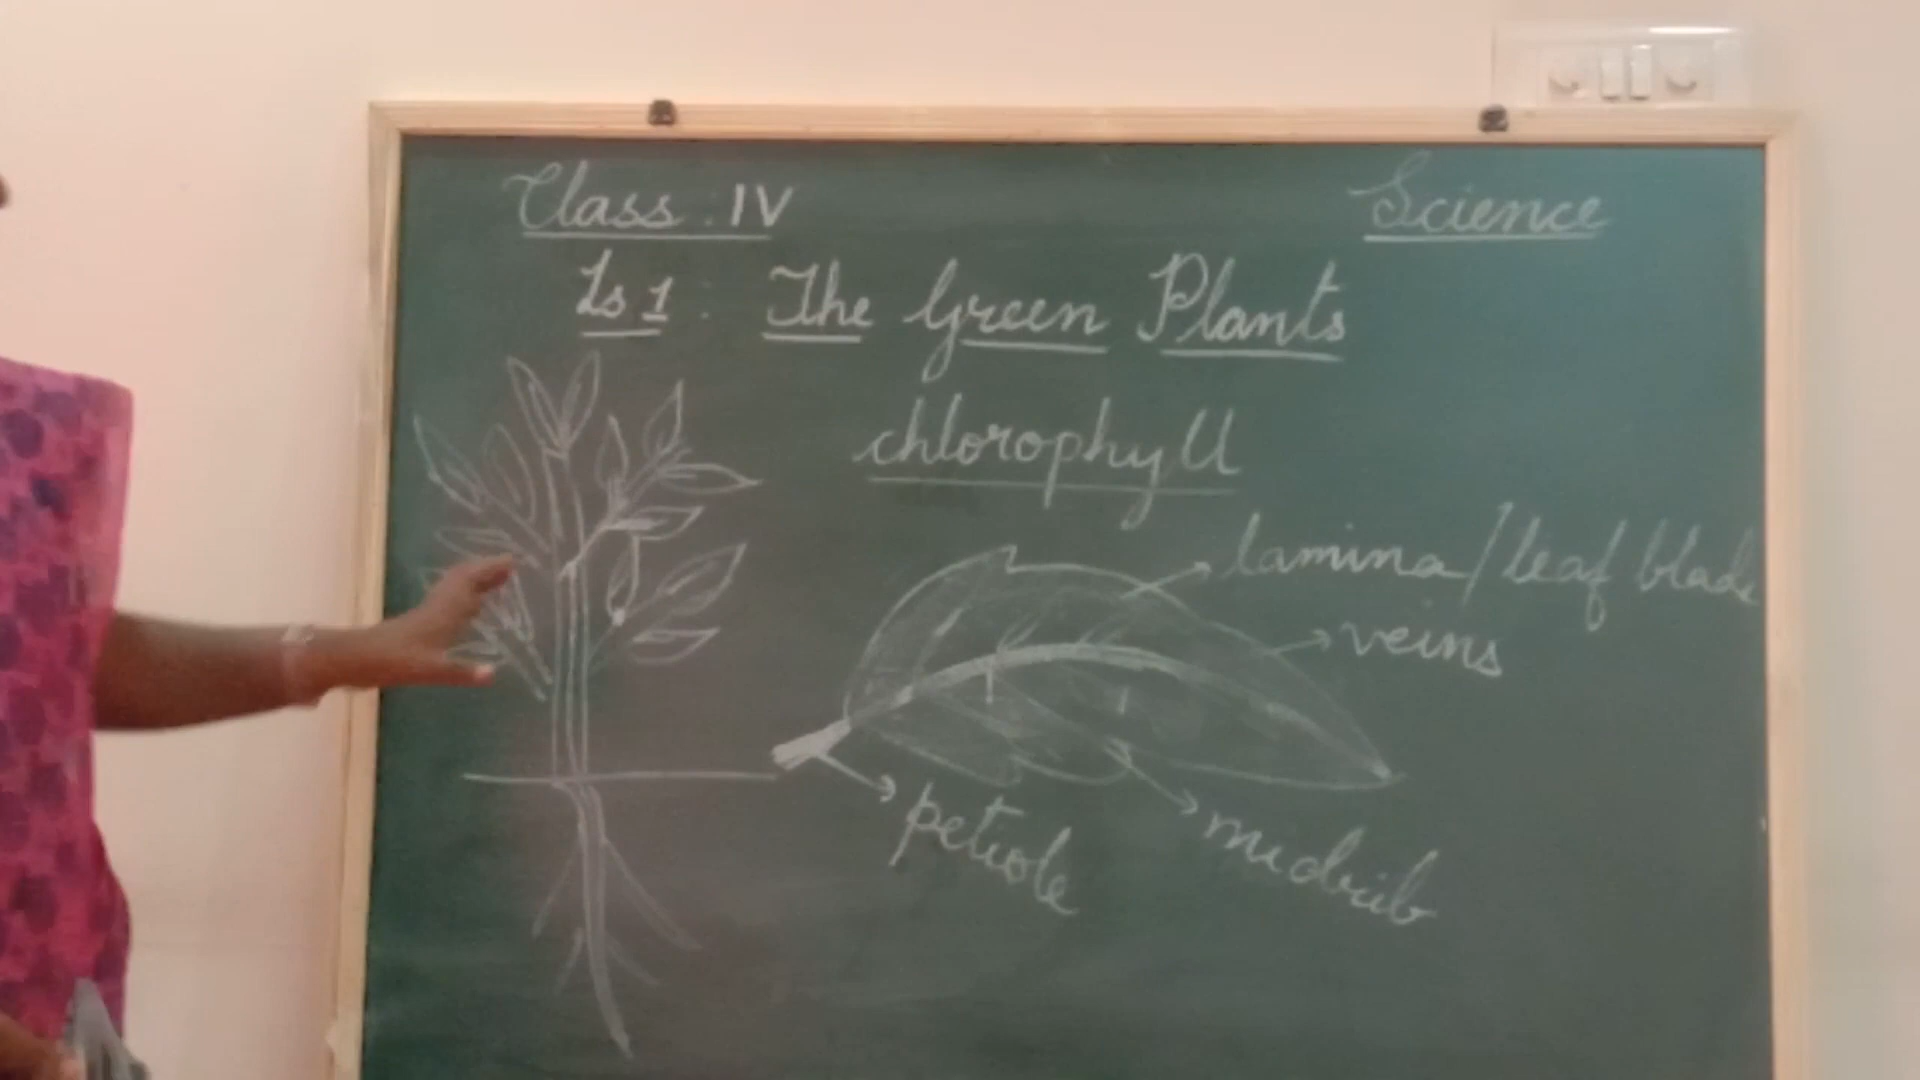 Class : IV
Science
Ls 1 : The Green Plants
chlorophyll
lamina / leaf blade
veins
petiole
midrib